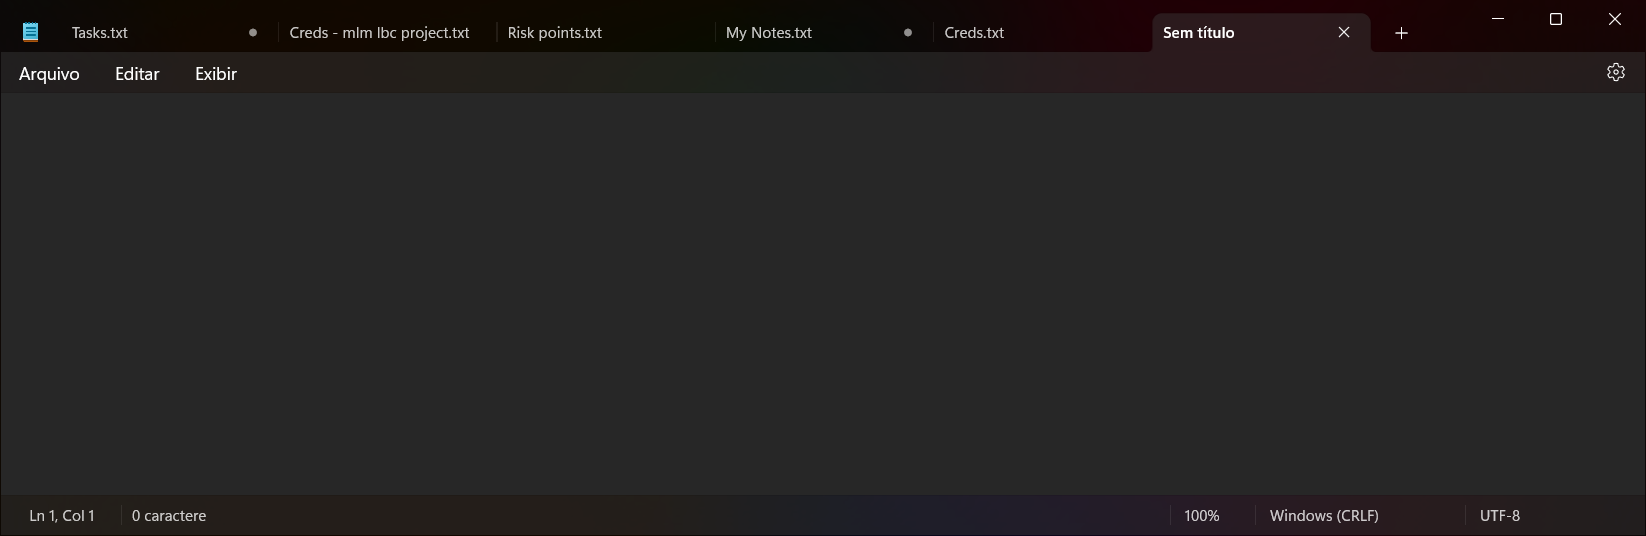 Tasks.txt Creds - mlm lbc project.txt Risk points.txt My Notes.txt Creds.txt Sem título
Arquivo Editar Exibir
Ln 1, Col 1 0 caractere 100% Windows (CRLF) UTF-8